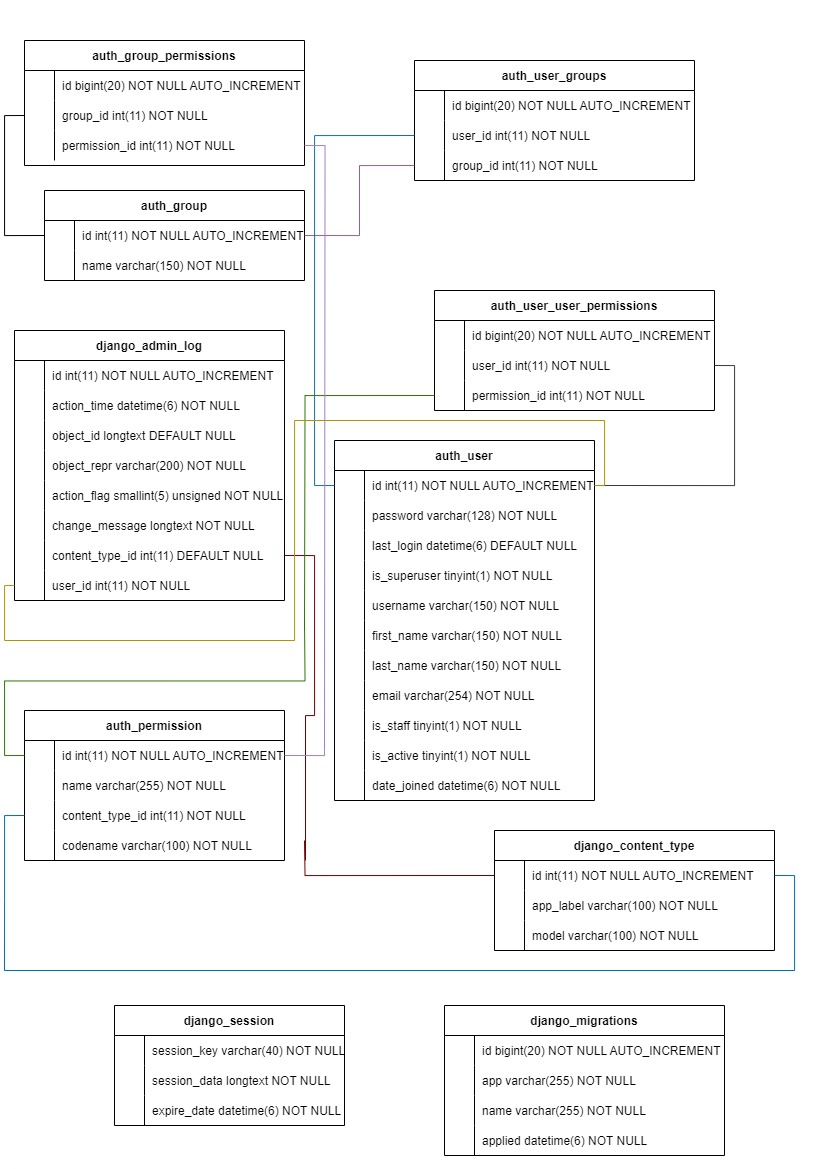 auth_group_permissions
id bigint(20) NOT NULL AUTO_INCREMENT
group_id int(11) NOT NULL
permission_id int(11) NOT NULL
auth_user_groups
id bigint(20) NOT NULL AUTO_INCREMENT
user_id int(11) NOT NULL
group_id int(11) NOT NULL
auth_group
id int(11) NOT NULL AUTO_INCREMENT
name varchar(150) NOT NULL
auth_user_user_permissions
id bigint(20) NOT NULL AUTO_INCREMENT
user_id int(11) NOT NULL
permission_id int(11) NOT NULL
django_admin_log
id int(11) NOT NULL AUTO_INCREMENT
action_time datetime(6) NOT NULL
object_id longtext DEFAULT NULL
object_repr varchar(200) NOT NULL
action_flag smallint(5) unsigned NOT NULL
change_message longtext NOT NULL
content_type_id int(11) DEFAULT NULL
user_id int(11) NOT NULL
auth_user
id int(11) NOT NULL AUTO_INCREMENT
password varchar(128) NOT NULL
last_login datetime(6) DEFAULT NULL
is_superuser tinyint(1) NOT NULL
username varchar(150) NOT NULL
first_name varchar(150) NOT NULL
last_name varchar(150) NOT NULL
email varchar(254) NOT NULL
is_staff tinyint(1) NOT NULL
is_active tinyint(1) NOT NULL
date_joined datetime(6) NOT NULL
auth_permission
id int(11) NOT NULL AUTO_INCREMENT
name varchar(255) NOT NULL
content_type_id int(11) NOT NULL
codename varchar(100) NOT NULL
django_content_type
id int(11) NOT NULL AUTO_INCREMENT
app_label varchar(100) NOT NULL
model varchar(100) NOT NULL
django_session
session_key varchar(40) NOT NULL
session_data longtext NOT NULL
expire_date datetime(6) NOT NULL
django_migrations
id bigint(20) NOT NULL AUTO_INCREMENT
app varchar(255) NOT NULL
name varchar(255) NOT NULL
applied datetime(6) NOT NULL